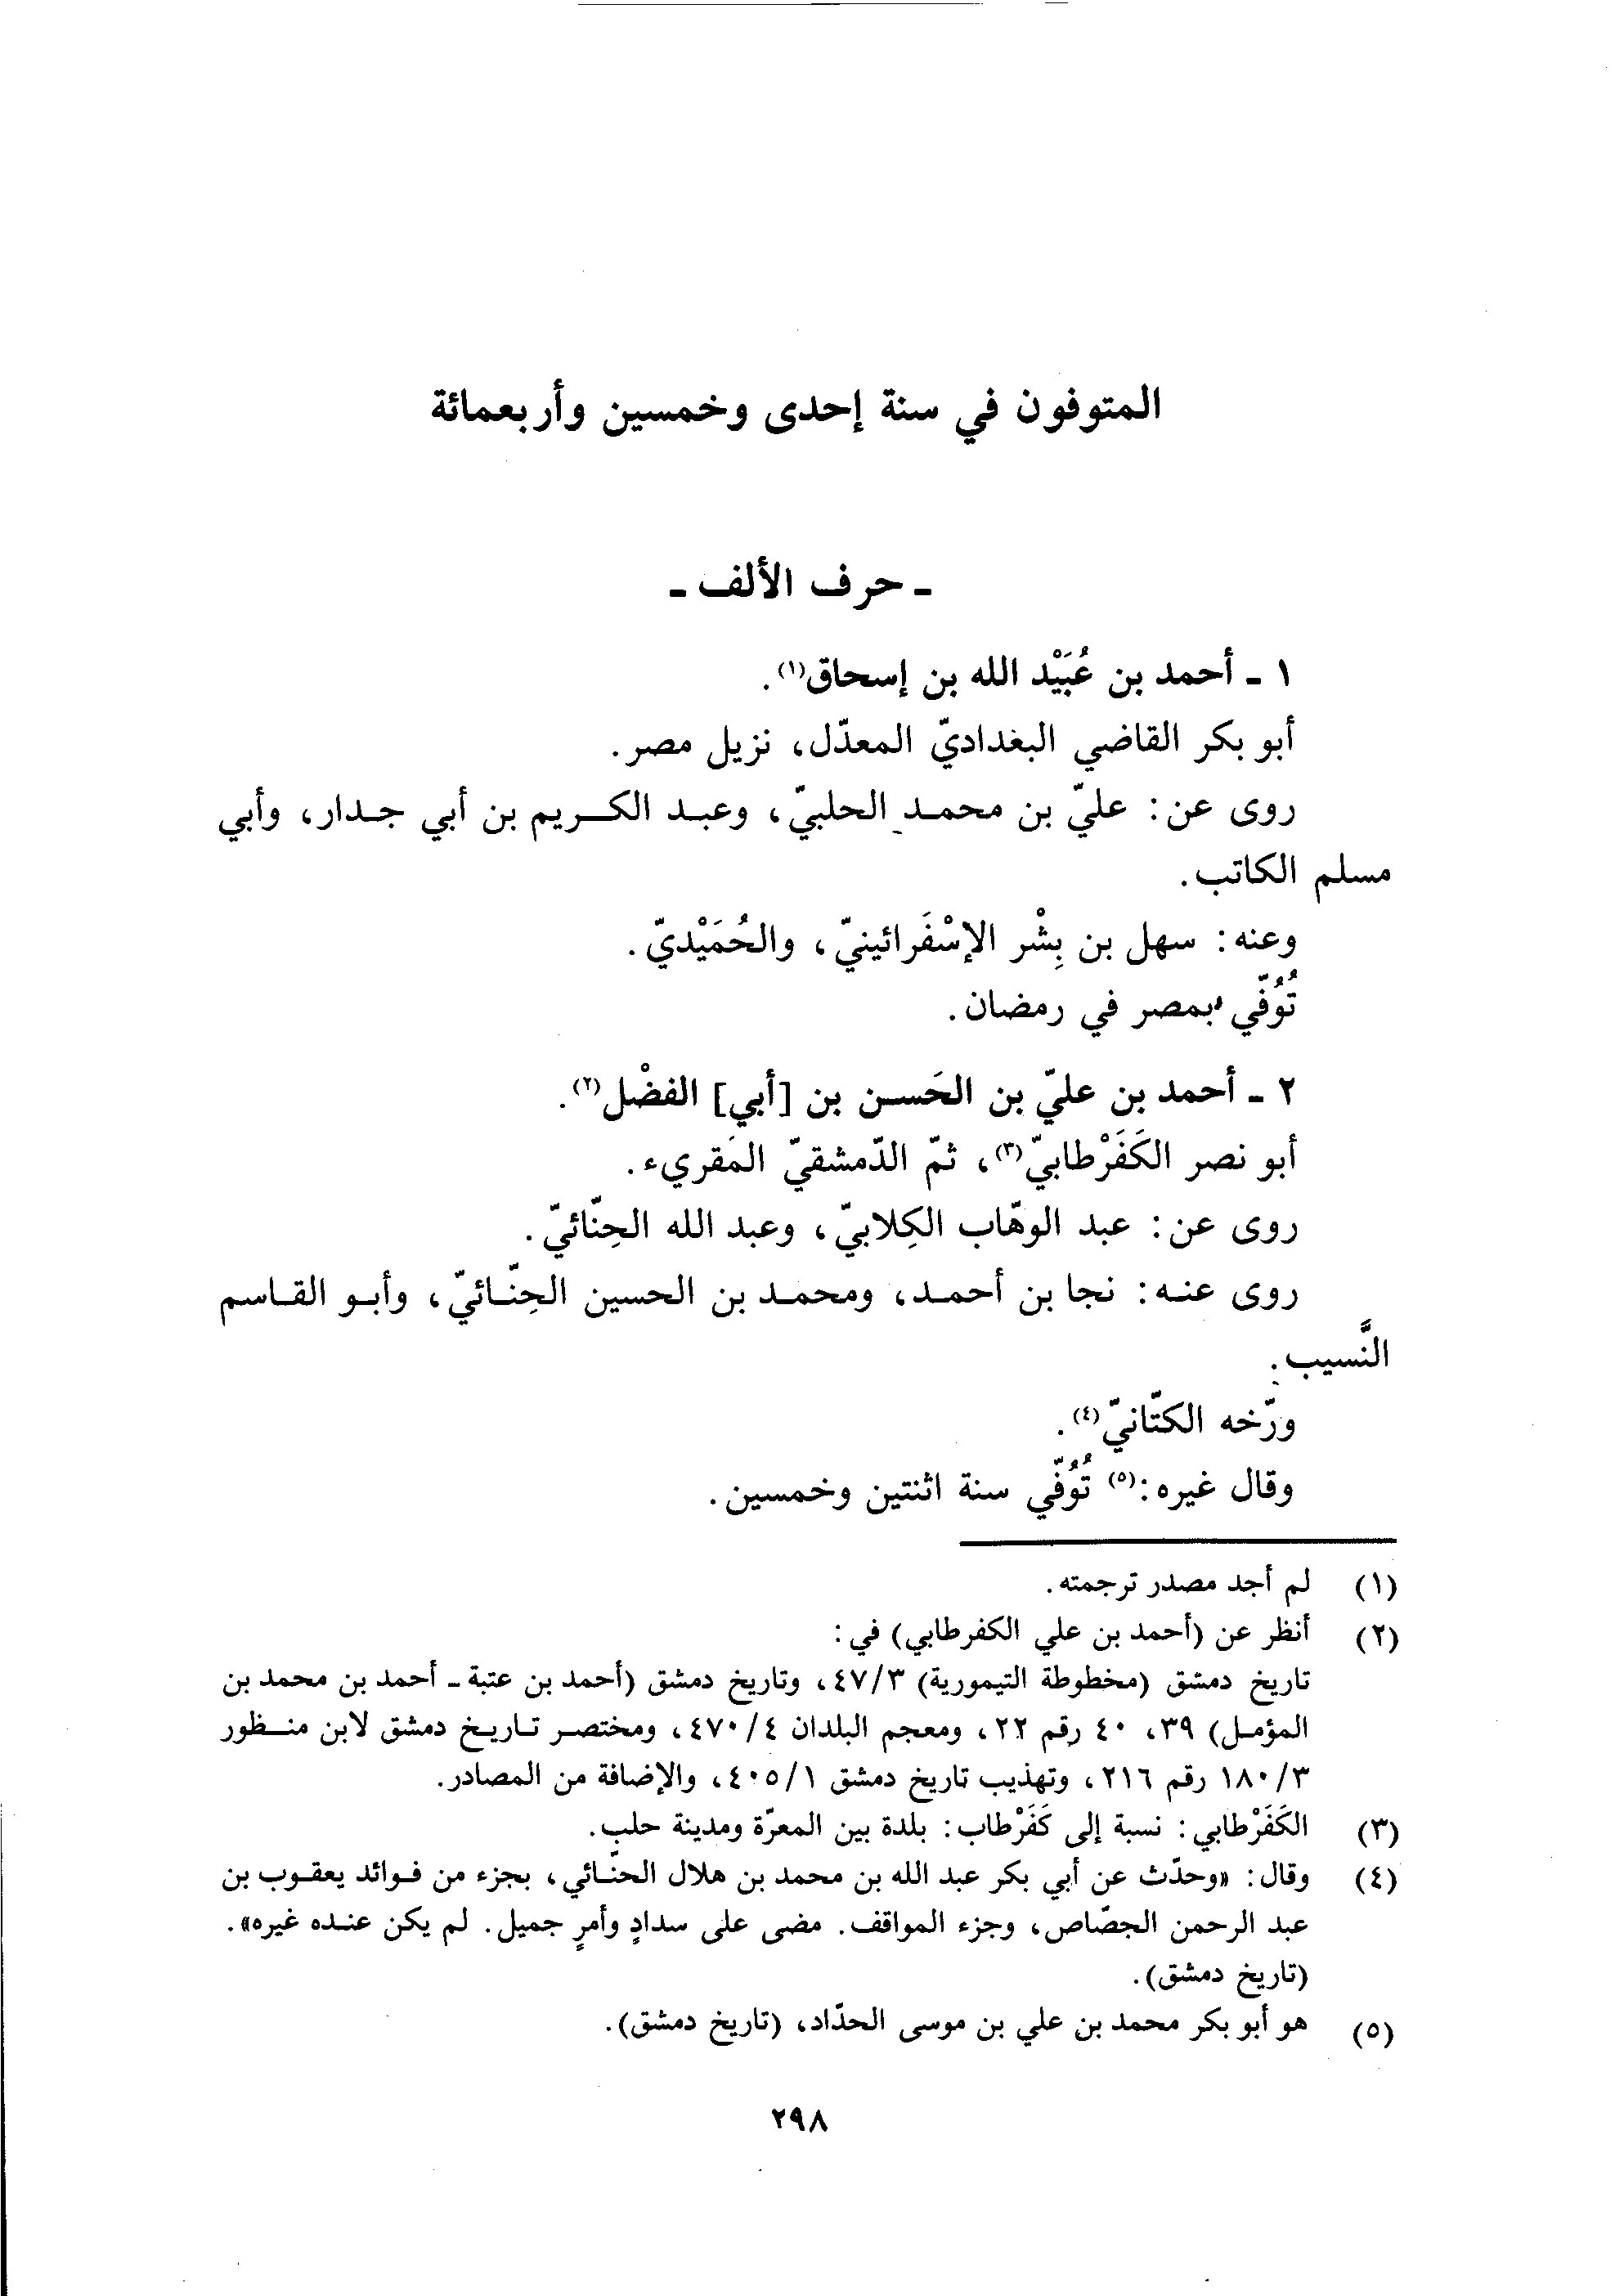 المتوفون في سنة إحدى وخمسين وأربعمائة
ـ حرف الألف ـ
١ ـ أحمد بن عُبَيْد الله بن إسحاق(١).
أبو بكر القاضي البغداديّ المعدّل، نزيل مصر.
روى عن: عليّ بن محمد الحلبيّ، وعبد الكريم بن أبي جدار، وأبي
مسلم الكاتب.
وعنه: سهل بن بِشْر الإسْفَرائينيّ، والحُمَيْديّ.
تُوُفّي بمصر في رمضان.
٢ ـ أحمد بن عليّ بن الحَسن بن [أبي] الفضْل(٢).
أبو نصر الكَفَرْطابيّ(٣)، ثمّ الدّمشقيّ المقريء.
روى عن: عبد الوهّاب الكِلابيّ، وعبد الله الحِنّائيّ.
روى عنه: نجا بن أحمد، ومحمد بن الحسين الحِنّائيّ، وأبو القاسم
النَّسيب.
ورّخه الكتّانيّ(٤).
وقال غيره:(٥) تُوُفّي سنة اثنتين وخمسين.
(١) لم أجد مصدر ترجمته.
(٢) أنظر عن (أحمد بن علي الكفرطابي) في:
تاريخ دمشق (مخطوطة التيمورية) ٤٧/٣، وتاريخ دمشق (أحمد بن عتبة ـ أحمد بن محمد بن
المؤمل) ٣٩، ٤٠ رقم ٢٢، ومعجم البلدان ٤٧٠/٤، ومختصر تاريخ دمشق لابن منظور
١٨٠/٣ رقم ٢١٦، وتهذيب تاريخ دمشق ٤٠٥/١، والإضافة من المصادر.
(٣) الكَفَرْطابي: نسبة إلى كَفَرْطاب: بلدة بين المعرّة ومدينة حلب.
(٤) وقال: «وحدّث عن أبي بكر عبد الله بن محمد بن هلال الحنّائي، بجزء من فوائد يعقوب بن
عبد الرحمن الجصّاص، وجزء المواقف. مضى على سدادٍ وأمرٍ جميل. لم يكن عنده غيره».
(تاريخ دمشق).
(٥) هو أبو بكر محمد بن علي بن موسى الحدّاد، (تاريخ دمشق).
٢٩٨